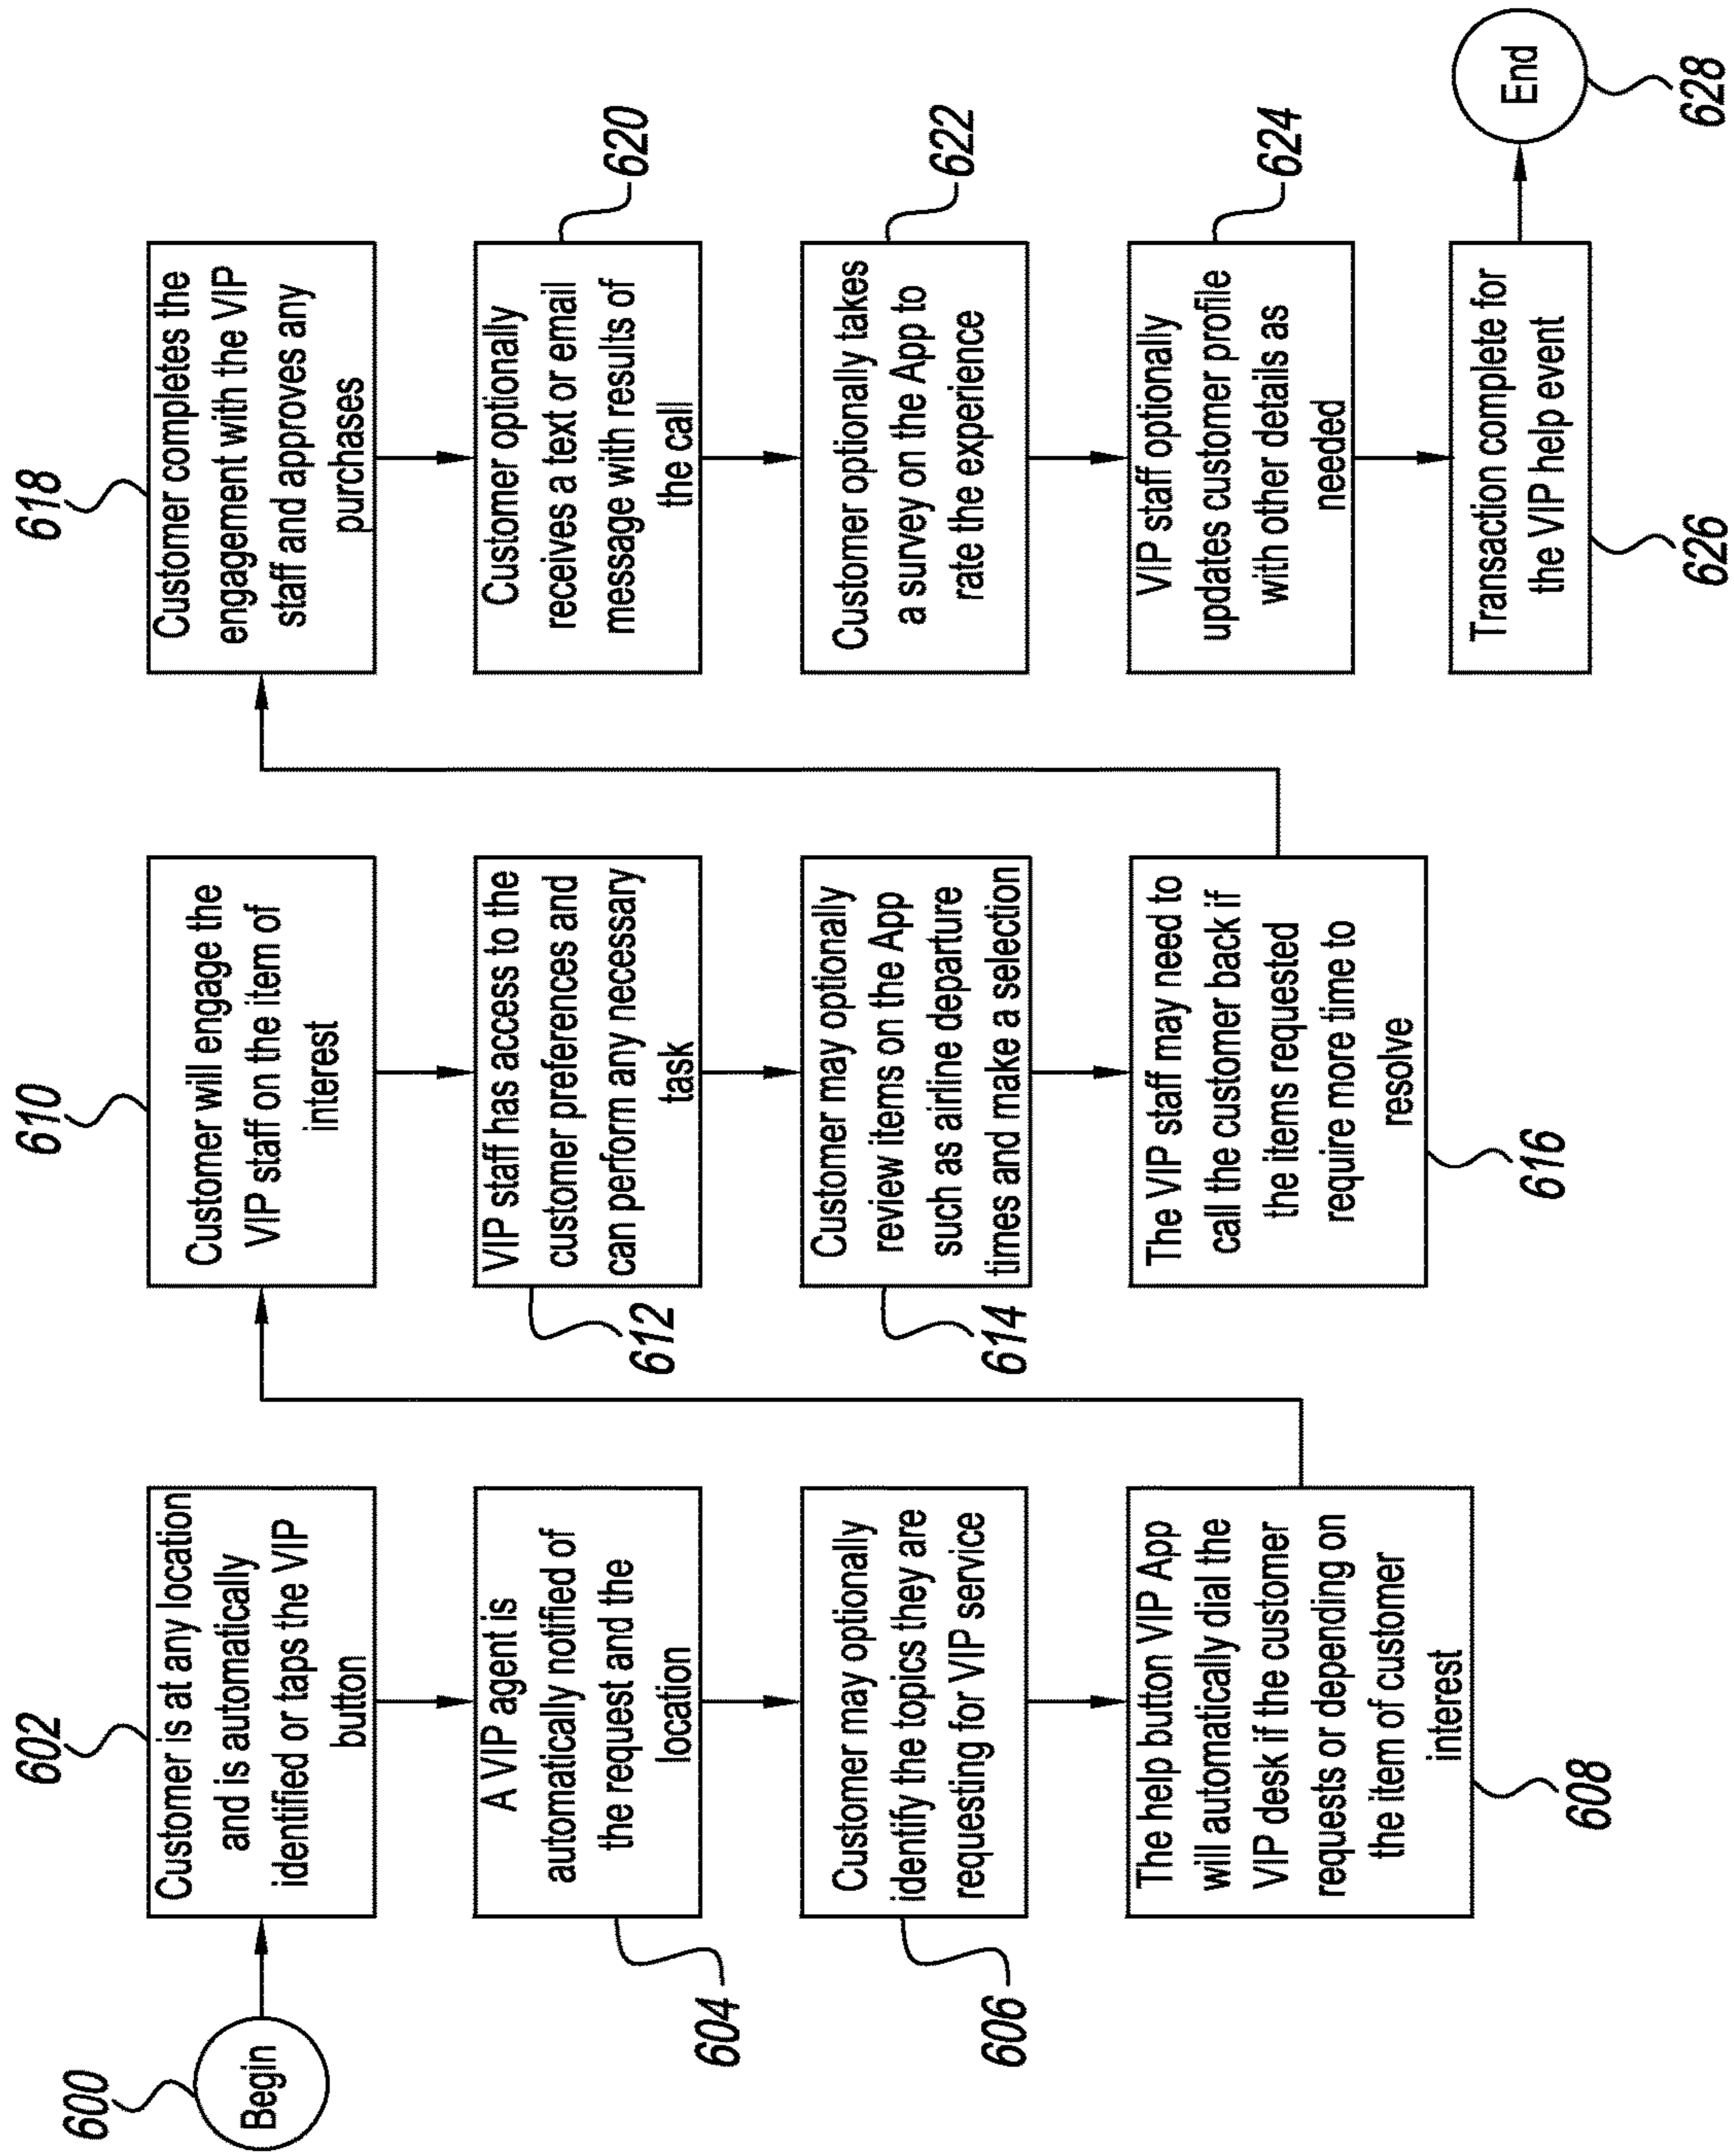 600
Begin
602
Customer is at any location
and is automatically
identified or taps the VIP
button
604
A VIP agent is
automatically notified of
the request and the
location
606
Customer may optionally
identify the topics they are
requesting for VIP service
608
The help button VIP App
will automatically dial the
VIP desk if the customer
requests or depending on
the item of customer
interest
610
Customer will engage the
VIP staff on the item of
interest
612
VIP staff has access to the
customer preferences and
can perform any necessary
task
614
Customer may optionally
review items on the App
such as airline departure
times and make a selection
616
The VIP staff may need to
call the customer back if
the items requested
require more time to
resolve
618
Customer completes the
engagement with the VIP
staff and approves any
purchases
620
Customer optionally
receives a text or email
message with results of
the call
622
Customer optionally takes
a survey on the App to
rate the experience
624
VIP staff optionally
updates customer profile
with other details as
needed
626
Transaction complete for
the VIP help event
End
628